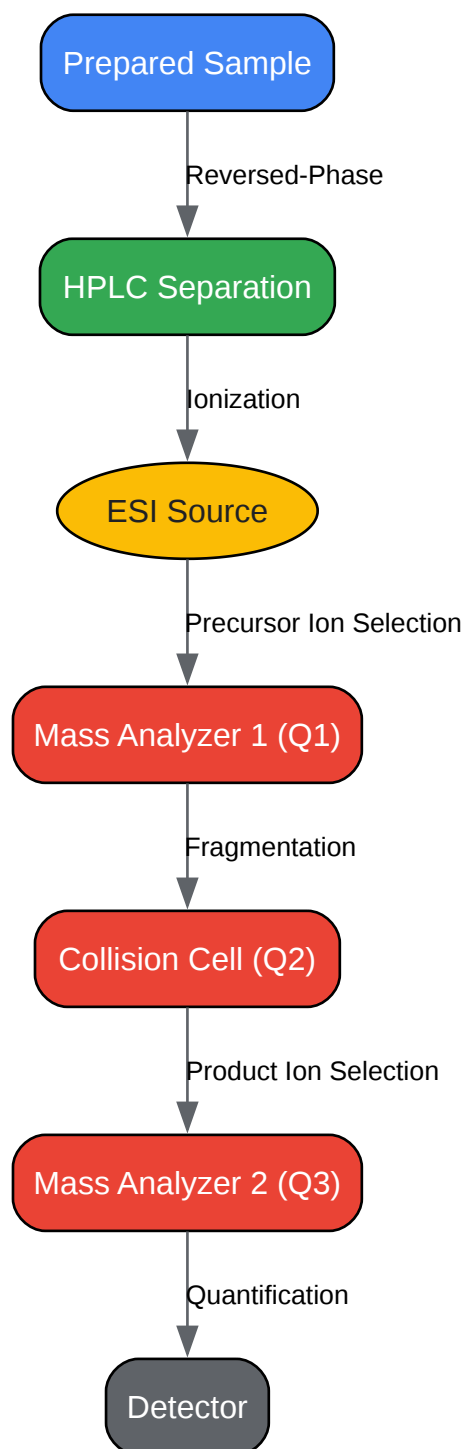 Prepared Sample
Reversed-Phase
HPLC Separation
Ionization
ESI Source
Precursor Ion Selection
Mass Analyzer 1 (Q1)
Fragmentation
Collision Cell (Q2)
Product Ion Selection
Mass Analyzer 2 (Q3)
Quantification
Detector